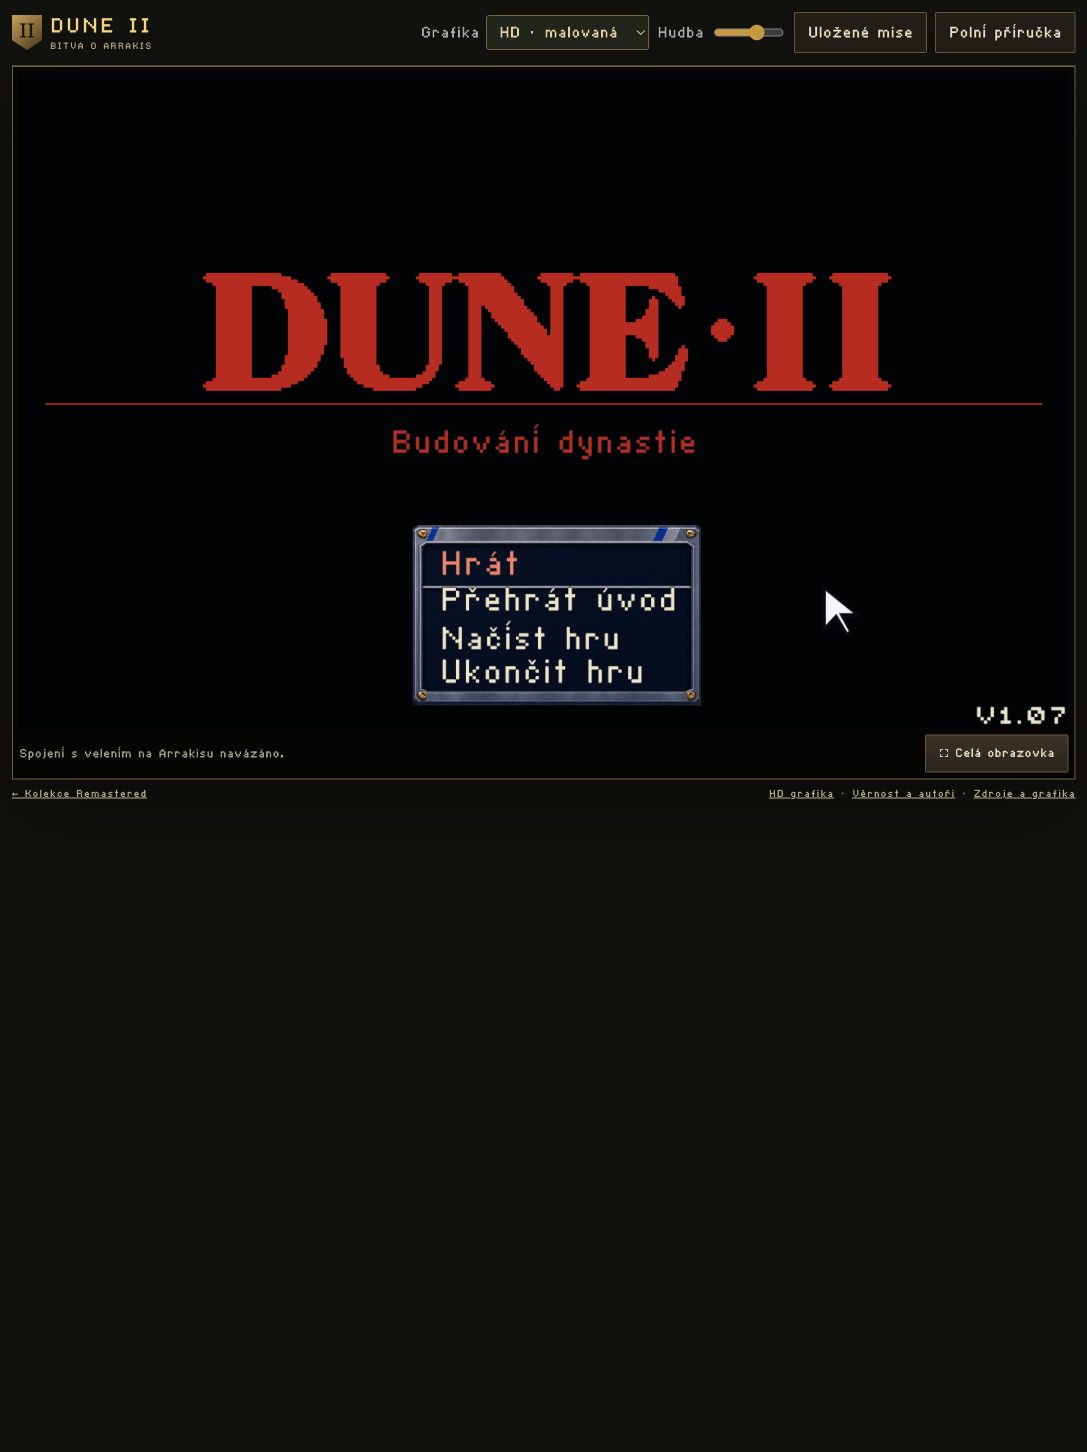 II
DUNE II
BITVA O ARRAKIS
Grafika
HD · malovaná
Hudba
Uložené mise
Polní příručka
DUNE·II
Budování dynastie
Hrát
Přehrát úvod
Načíst hru
Ukončit hru
V1.07
Spojení s velením na Arrakisu navázáno.
Celá obrazovka
← Kolekce Remastered
HD grafika · Věrnost a autoři · Zdroje a grafika